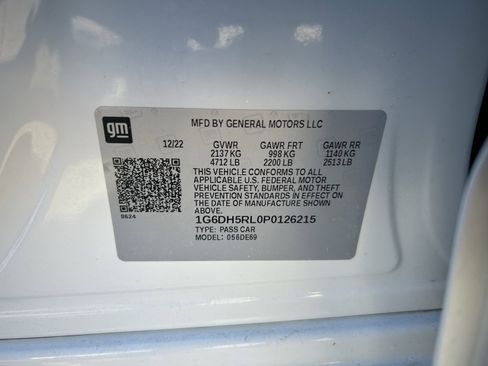 gm
MFD BY GENERAL MOTORS LLC
12/22 GVWR GAWR FRT GAWR RR
2137 KG 998 KG 1140 KG
4712 LB 2200 LB 2513 LB
THIS VEHICLE CONFORMS TO ALL
APPLICABLE U.S. FEDERAL MOTOR
VEHICLE SAFETY, BUMPER, AND THEFT
PREVENTION STANDARDS IN EFFECT
ON THE DATE OF MANUFACTURE SHOWN
ABOVE.
8624
1G6DH5RL0P0126215
TYPE: PASS CAR
MODEL: 056DE69